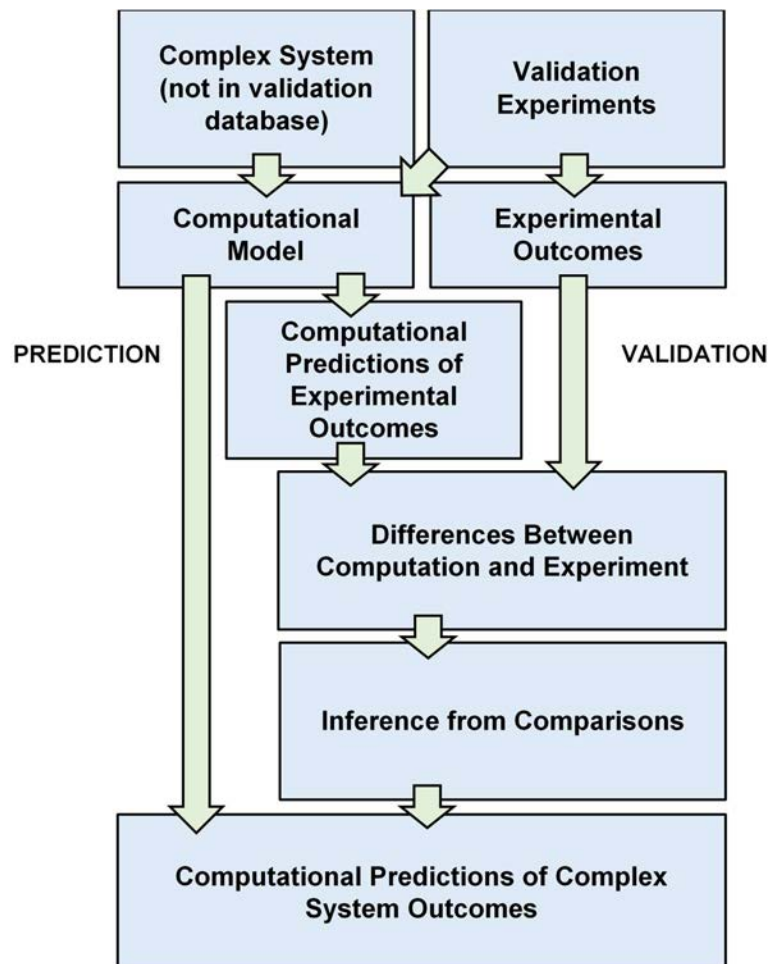 Complex System
(not in validation
database)
Validation
Experiments
Computational
Model
Experimental
Outcomes
PREDICTION
Computational
Predictions of
Experimental
Outcomes
VALIDATION
Differences Between
Computation and Experiment
Inference from Comparisons
Computational Predictions of Complex
System Outcomes